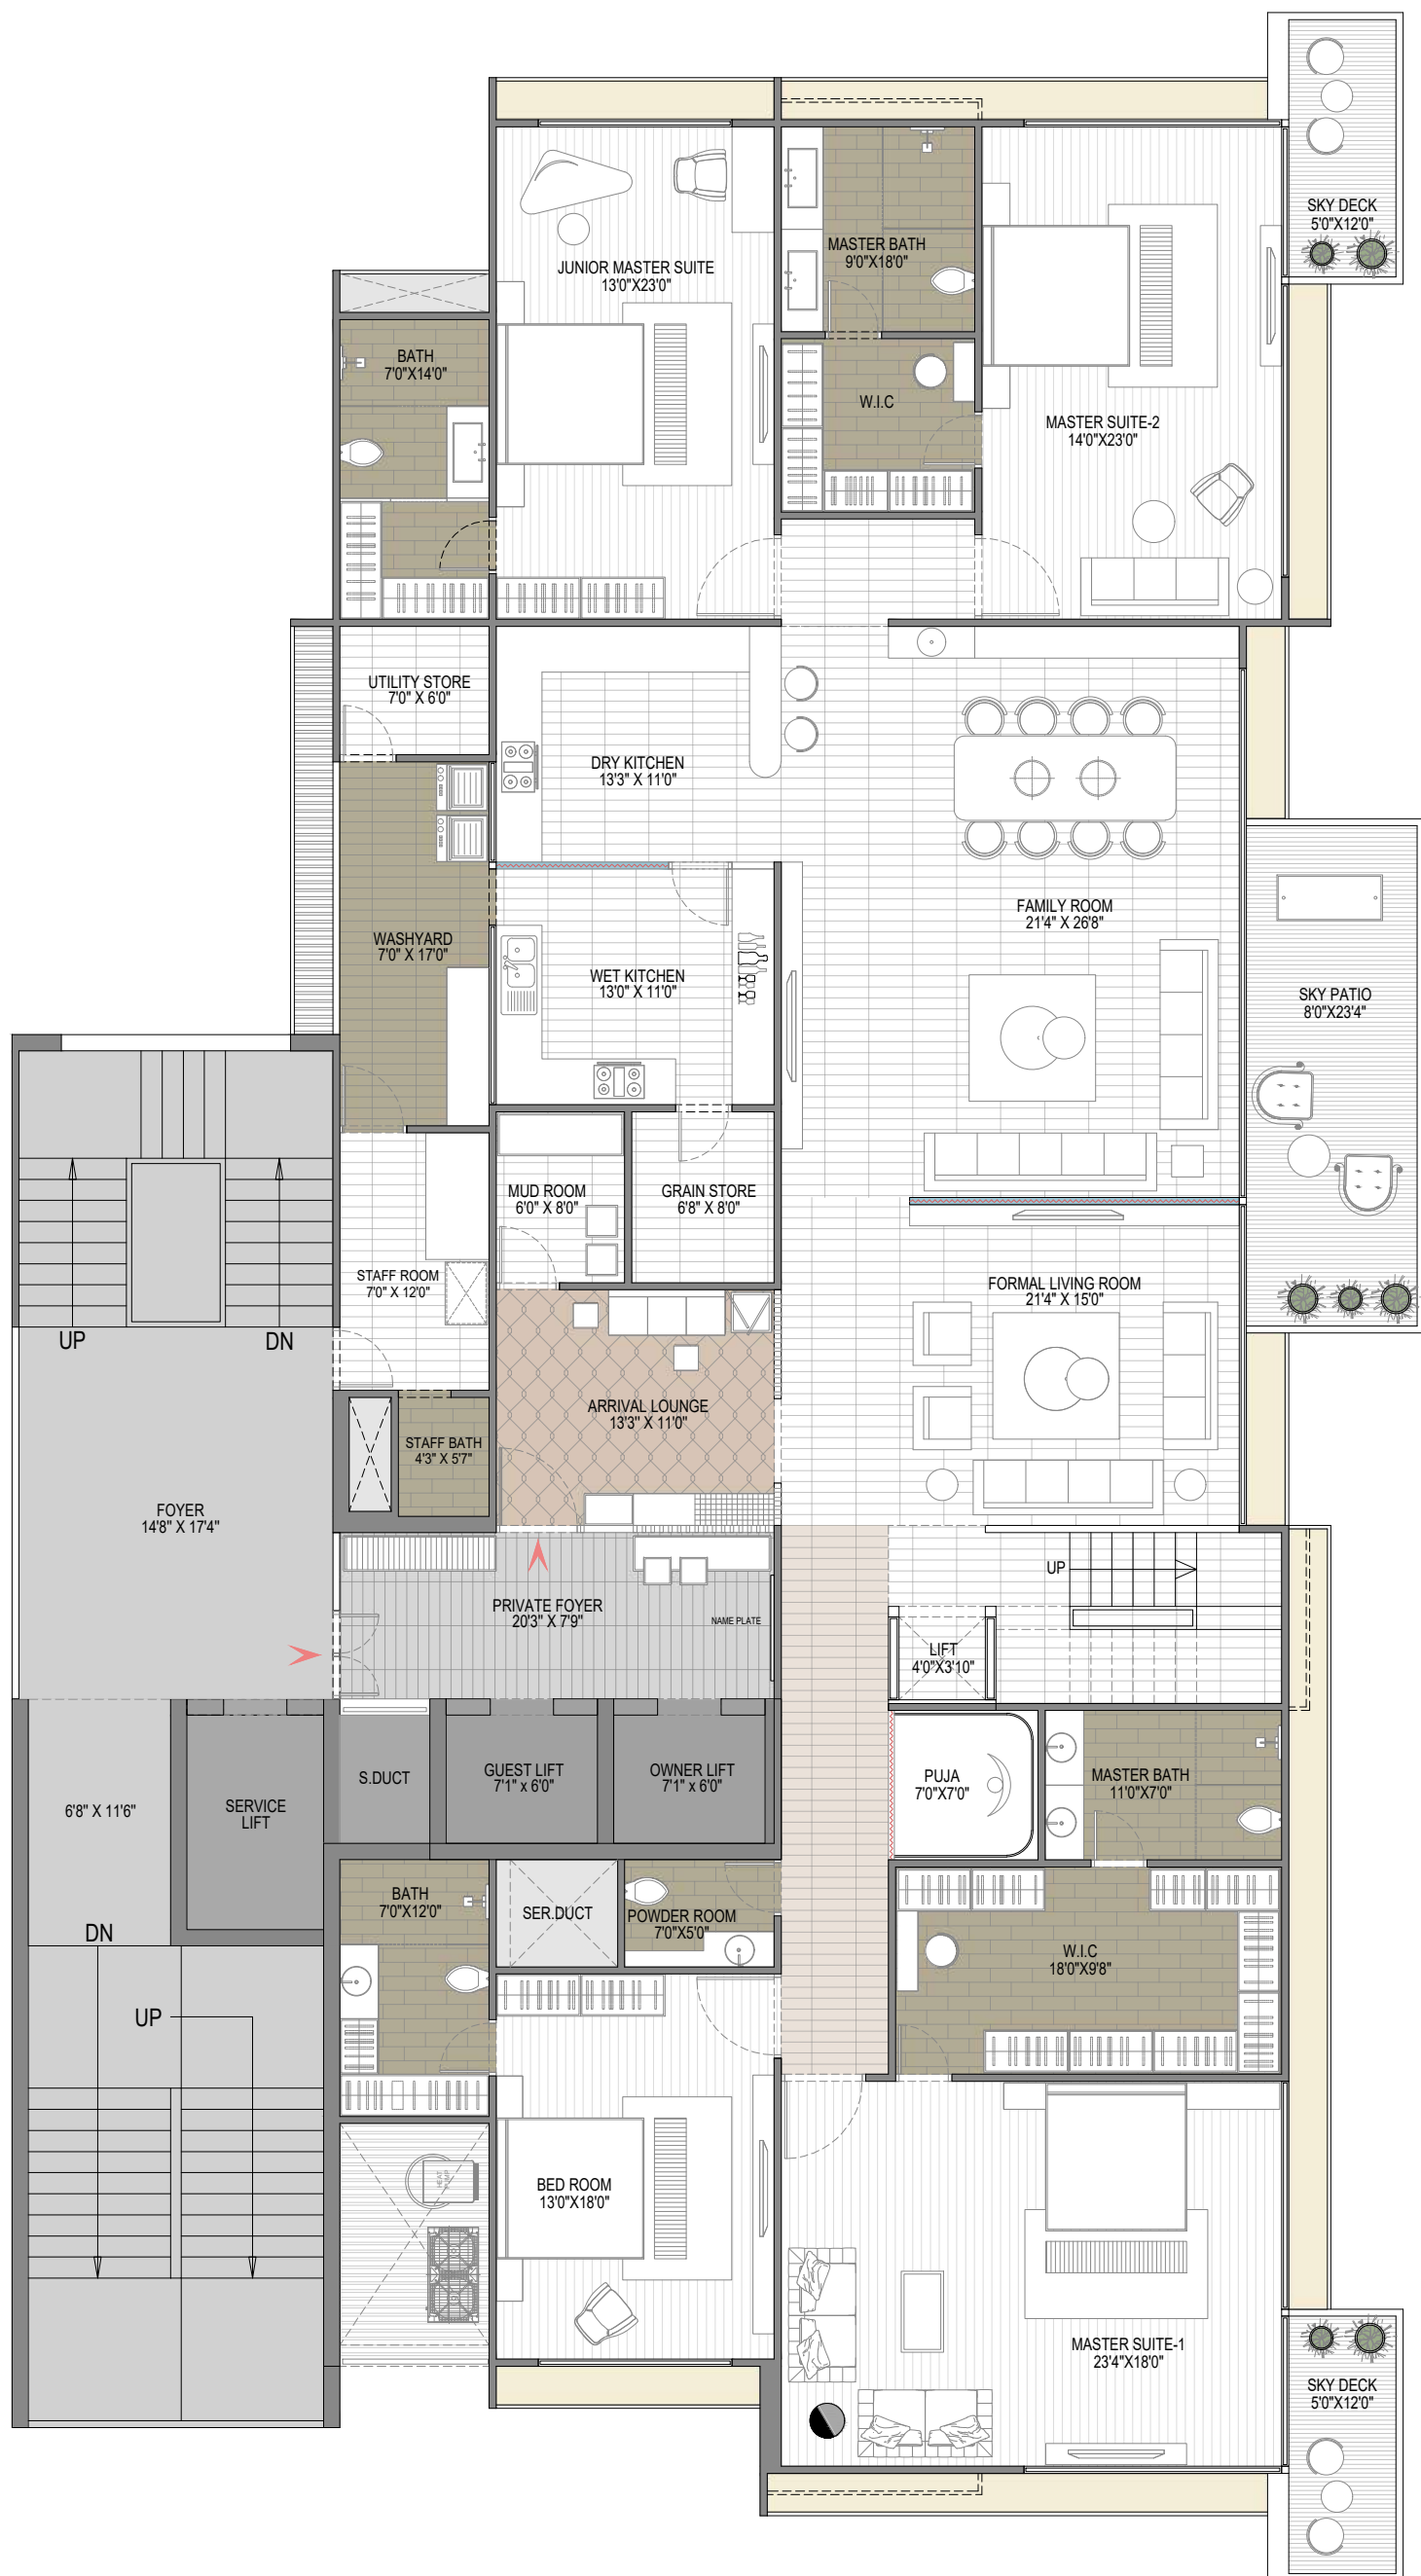 SKY DECK
5'0"X12'0"
MASTER BATH
9'0"X18'0"
JUNIOR MASTER SUITE
13'0"X23'0"
BATH
7'0"X14'0"
W.I.C
MASTER SUITE-2
14'0"X23'0"
UTILITY STORE
7'0" X 6'0"
DRY KITCHEN
13'3" X 11'0"
FAMILY ROOM
21'4" X 26'8"
WASHYARD
7'0" X 17'0"
WET KITCHEN
13'0" X 11'0"
SKY PATIO
8'0"X23'4"
MUD ROOM
6'0" X 8'0"
GRAIN STORE
6'8" X 8'0"
STAFF ROOM
7'0" X 12'0"
FORMAL LIVING ROOM
21'4" X 15'0"
UP
DN
ARRIVAL LOUNGE
13'3" X 11'0"
STAFF BATH
4'3" X 5'7"
FOYER
14'8" X 17'4"
UP
PRIVATE FOYER
20'3" X 7'9"
NAME PLATE
LIFT
4'0"X3'10"
S.DUCT
GUEST LIFT
7'1" x 6'0"
OWNER LIFT
7'1" x 6'0"
PUJA
7'0"X7'0"
MASTER BATH
11'0"X7'0"
6'8" X 11'6"
SERVICE
LIFT
BATH
7'0"X12'0"
SER.DUCT
POWDER ROOM
7'0"X5'0"
DN
W.I.C
18'0"X9'8"
UP
HEAT
PUMP
BED ROOM
13'0"X18'0"
MASTER SUITE-1
23'4"X18'0"
SKY DECK
5'0"X12'0"